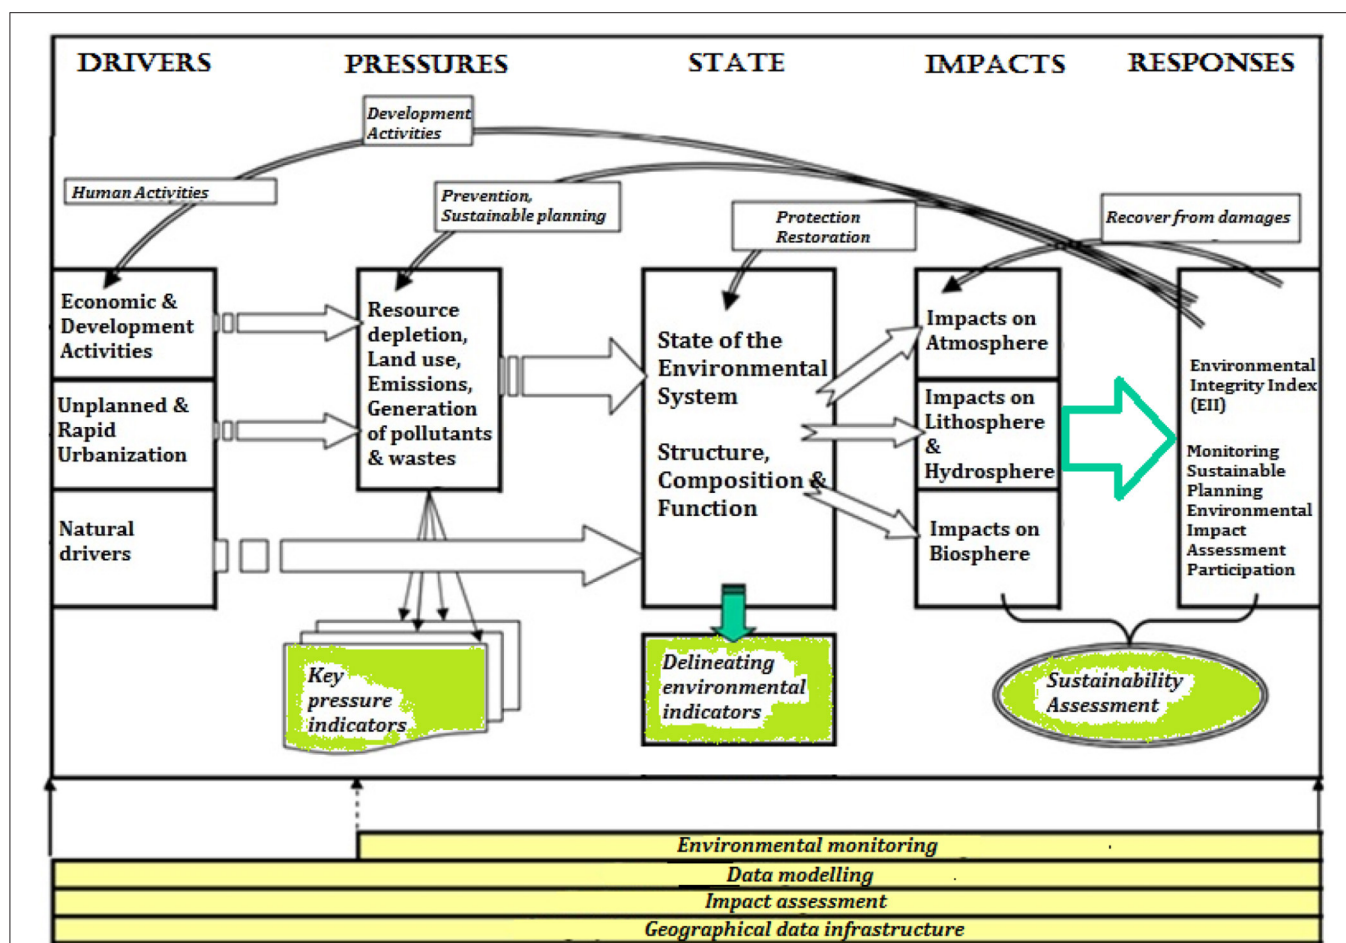 DRIVERS
PRESSURES
STATE
IMPACTS
RESPONSES
Development
Activities
Human Activities
Prevention,
Sustainable planning
Protection
Restoration
Recover from damages
Economic &
Development
Activities
Unplanned &
Rapid
Urbanization
Natural
drivers
Resource
depletion,
Land use,
Emissions,
Generation
of pollutants
& wastes
State of the
Environmental
System
Structure,
Composition &
Function
Impacts on
Atmosphere
Impacts on
Lithosphere
&
Hydrosphere
Impacts on
Biosphere
Environmental
Integrity Index
(EII)
Monitoring
Sustainable
Planning
Environmental
Impact
Assessment
Participation
Key
pressure
indicators
Delineating
environmental
indicators
Sustainability
Assessment
Environmental monitoring
Data modelling
Impact assessment
Geographical data infrastructure